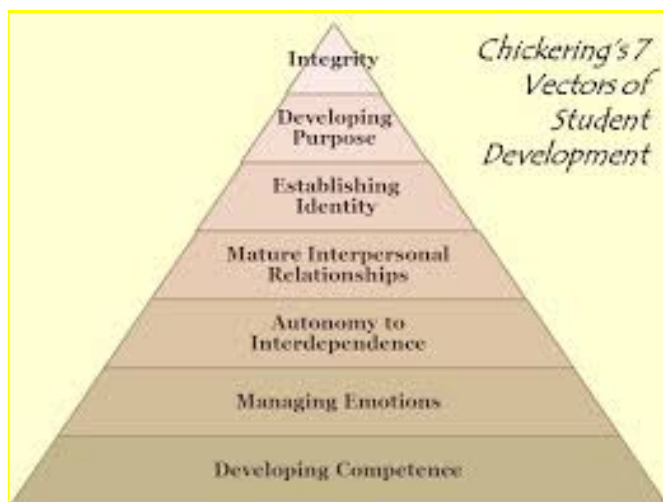 Chickering's 7
Vectors of
Student
Development
Integrity
Developing
Purpose
Establishing
Identity
Mature Interpersonal
Relationships
Autonomy to
Interdependence
Managing Emotions
Developing Competence